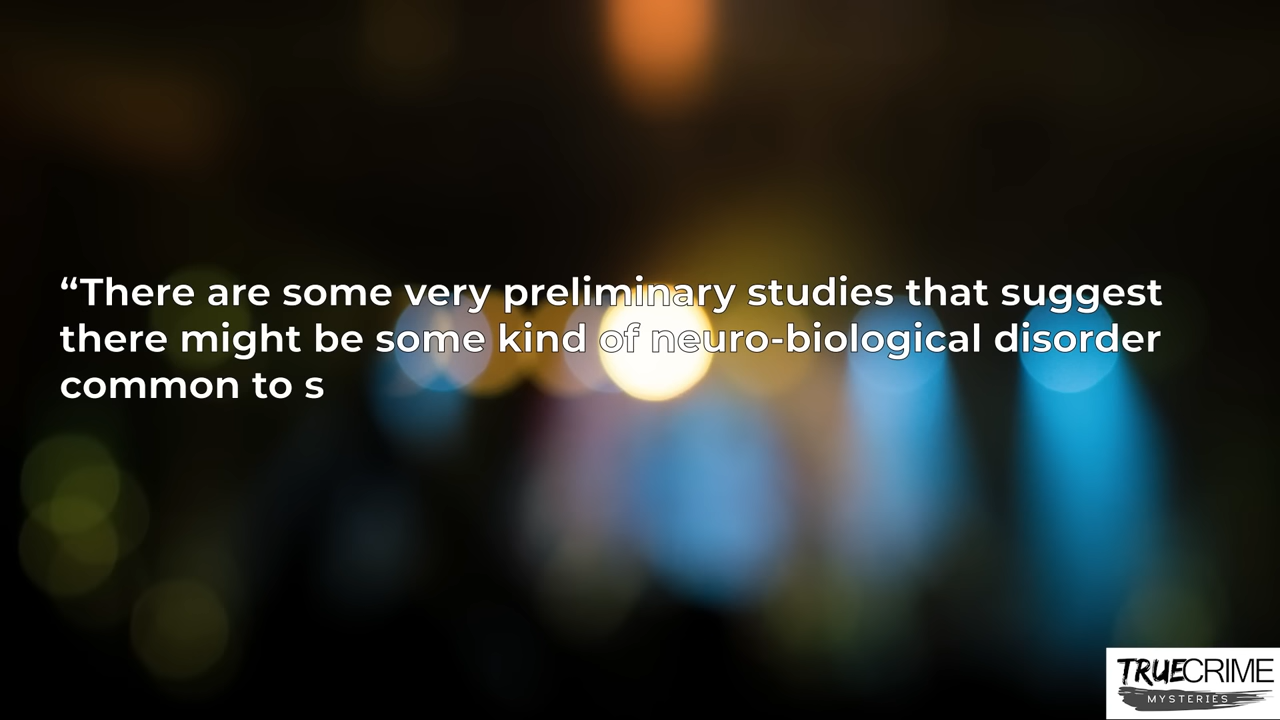 “There are some very preliminary studies that suggest
there might be some kind of neuro-biological disorder
common to s
TRUECRIME
MYSTERIES